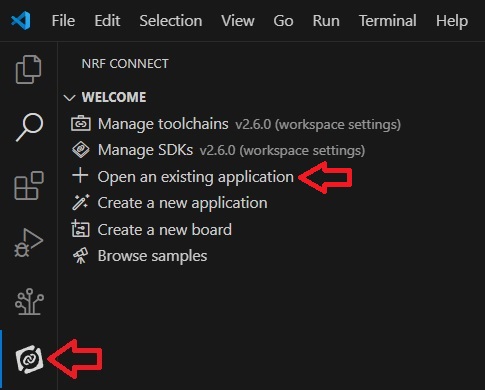 File Edit Selection View Go Run Terminal Help
NRF CONNECT
WELCOME
Manage toolchains v2.6.0 (workspace settings)
Manage SDKs v2.6.0 (workspace settings)
Open an existing application
Create a new application
Create a new board
Browse samples